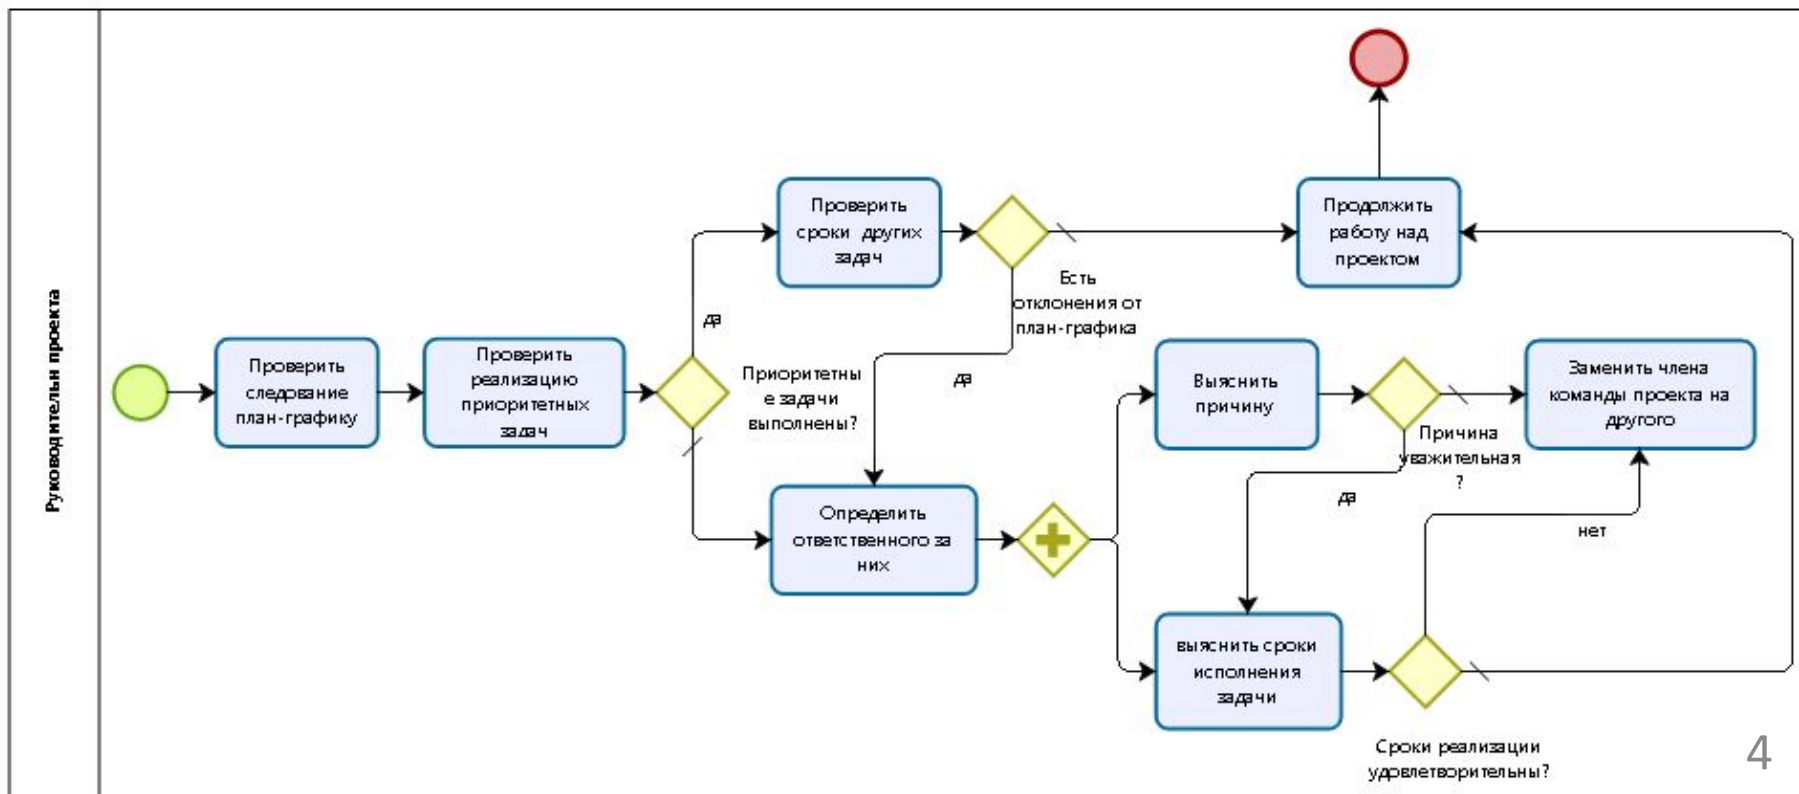 Руководительн проекта
Проверить
следование
план-графику
Проверить
реализацию
приоритетных
задач
да
Приоритетны
е задачи
выполнены?
Проверить
сроки других
задач
Есть
отклонения от
план-графика
да
Продолжить
работу над
проектом
Определить
ответственного за
них
Выяснить
причину
Причина
уважительная
?
да
Заменить члена
команды проекта на
другого
нет
выяснить сроки
исполнения
задачи
Сроки реализации
удовлетворительны?
4